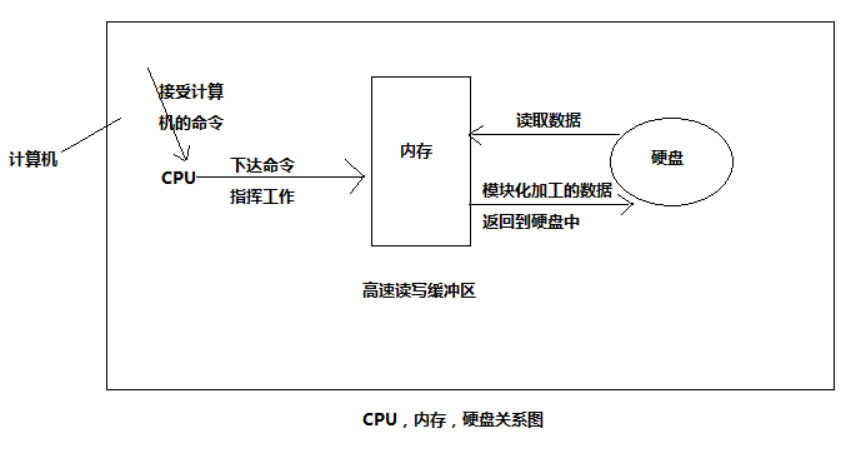 接受计算
机的命令
计算机
CPU
下达命令
指挥工作
内存
读取数据
硬盘
模块化加工的数据
返回到硬盘中
高速读写缓冲区
CPU，内存，硬盘关系图